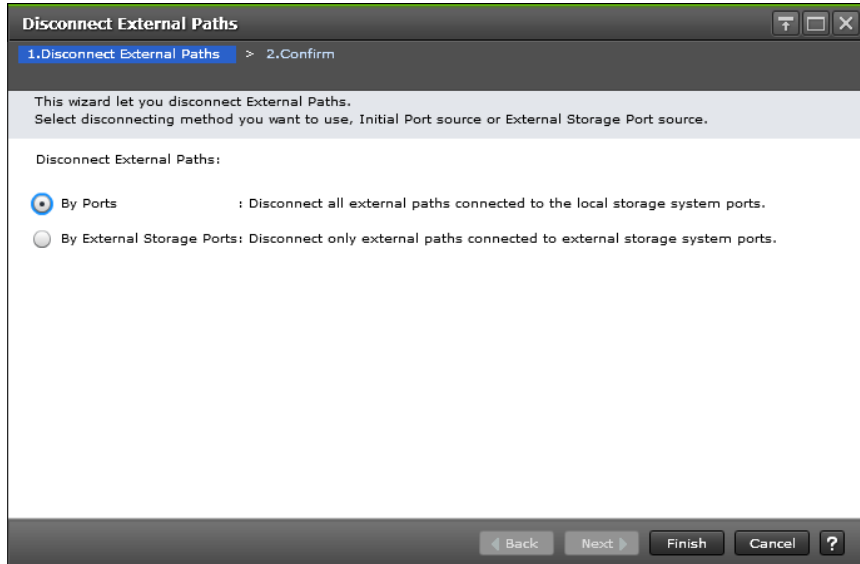 Disconnect External Paths
1.Disconnect External Paths > 2.Confirm
This wizard let you disconnect External Paths.
Select disconnecting method you want to use, Initial Port source or External Storage Port source.
Disconnect External Paths:
By Ports : Disconnect all external paths connected to the local storage system ports.
By External Storage Ports: Disconnect only external paths connected to external storage system ports.
Back Next Finish Cancel ?